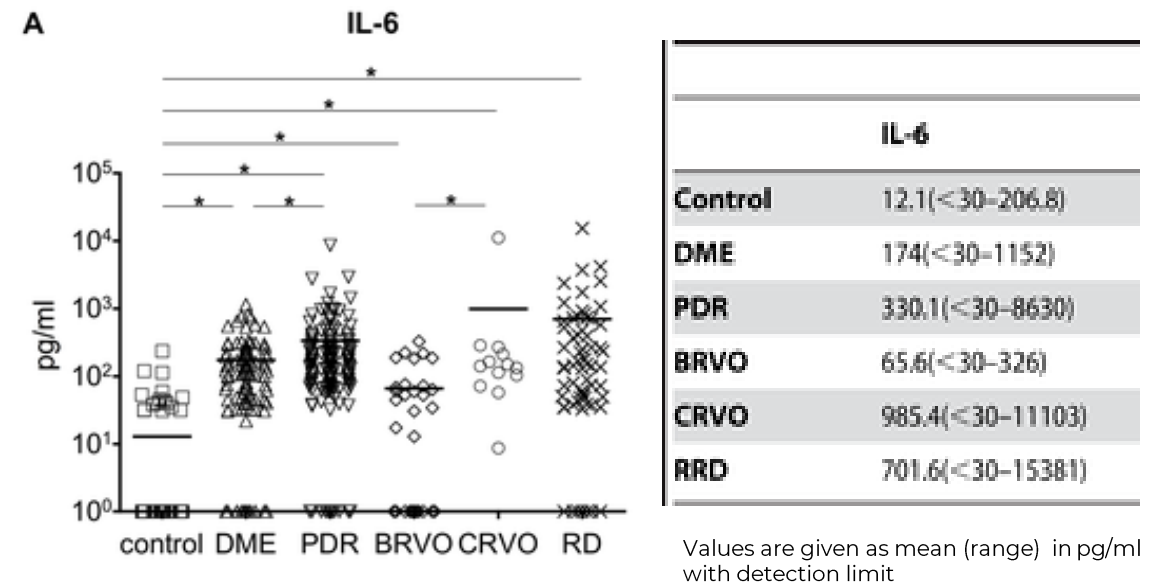 A
IL-6
*
*
*
*
* * *
10⁵
10⁴
10³
10²
10¹
10⁰
pg/ml
control DME PDR BRVO CRVO RD
IL-6
Control 12.1(<30–206.8)
DME 174(<30–1152)
PDR 330.1(<30–8630)
BRVO 65.6(<30–326)
CRVO 985.4(<30–11103)
RRD 701.6(<30–15381)
Values are given as mean (range) in pg/ml
with detection limit